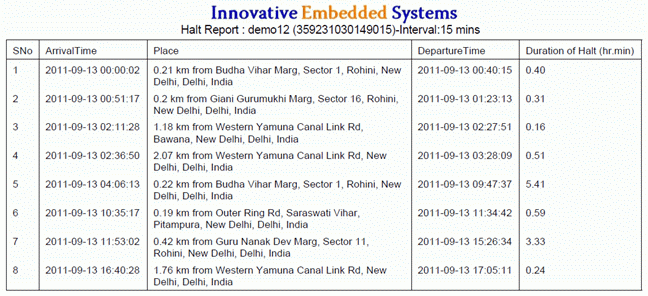 Innovative Embedded Systems
Halt Report : demo12 (359231030149015)-Interval:15 mins
SNo ArrivalTime Place DepartureTime Duration of Halt (hr.min)
1 2011-09-13 00:00:02 0.21 km from Budha Vihar Marg, Sector 1, Rohini, New 2011-09-13 00:40:15 0.40
Delhi, Delhi, India
2 2011-09-13 00:51:17 0.2 km from Giani Gurumukhi Marg, Sector 16, Rohini, 2011-09-13 01:23:13 0.31
New Delhi, Delhi, India
3 2011-09-13 02:11:28 1.18 km from Western Yamuna Canal Link Rd, 2011-09-13 02:27:51 0.16
Bawana, New Delhi, Delhi, India
4 2011-09-13 02:36:50 2.07 km from Western Yamuna Canal Link Rd, New 2011-09-13 03:28:09 0.51
Delhi, Delhi, India
5 2011-09-13 04:06:13 0.22 km from Budha Vihar Marg, Sector 1, Rohini, New 2011-09-13 09:47:37 5.41
Delhi, Delhi, India
6 2011-09-13 10:35:17 0.19 km from Outer Ring Rd, Saraswati Vihar, 2011-09-13 11:34:42 0.59
Pitampura, New Delhi, Delhi, India
7 2011-09-13 11:53:02 0.42 km from Guru Nanak Dev Marg, Sector 11, 2011-09-13 15:26:34 3.33
Rohini, New Delhi, Delhi, India
8 2011-09-13 16:40:28 1.76 km from Western Yamuna Canal Link Rd, New 2011-09-13 17:05:11 0.24
Delhi, Delhi, India